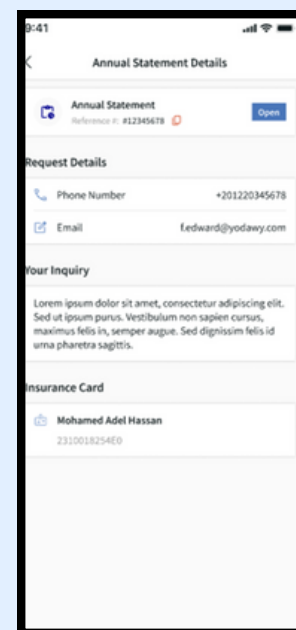 9:41
Annual Statement Details
Annual Statement
Reference #: #12345678
Open
Request Details
Phone Number +201220345678
Email f.edward@yodawy.com
Your Inquiry
Lorem ipsum dolor sit amet, consectetur adipiscing elit.
Sed ut ipsum purus. Vestibulum non sapien cursus,
maximus felis in, semper augue. Sed dignissim felis id
urna pharetra sagittis.
Insurance Card
Mohamed Adel Hassan
2310018254E0